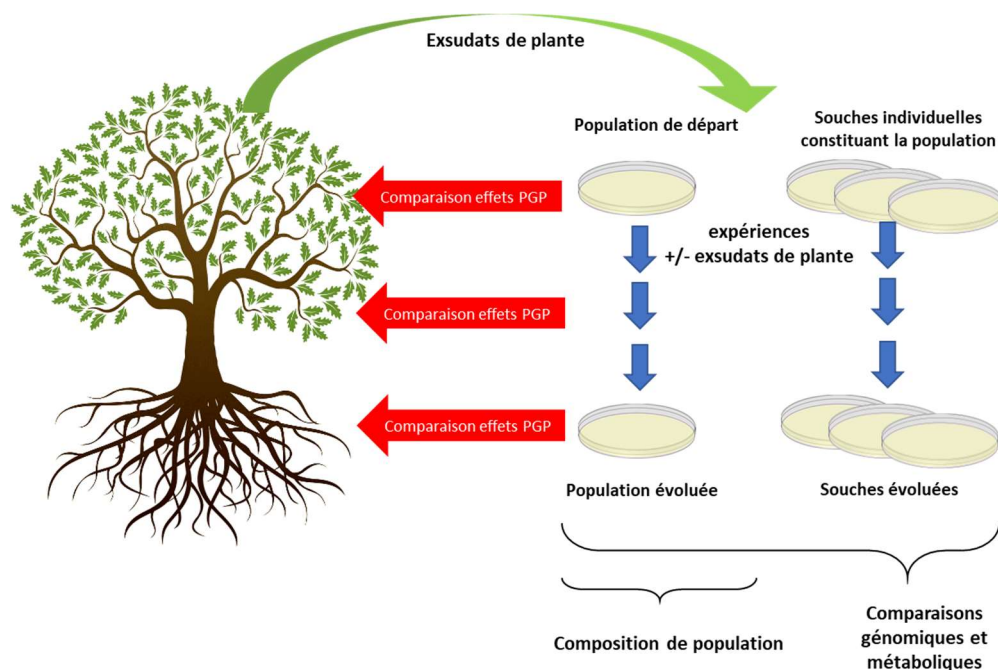 Exsudats de plante
Population de départ
Souches individuelles
constituant la population
Comparaison effets PGP
expériences
+/- exsudats de plante
Comparaison effets PGP
Comparaison effets PGP
Population évoluée
Souches évoluées
Composition de population
Comparaisons
génomiques et
métaboliques